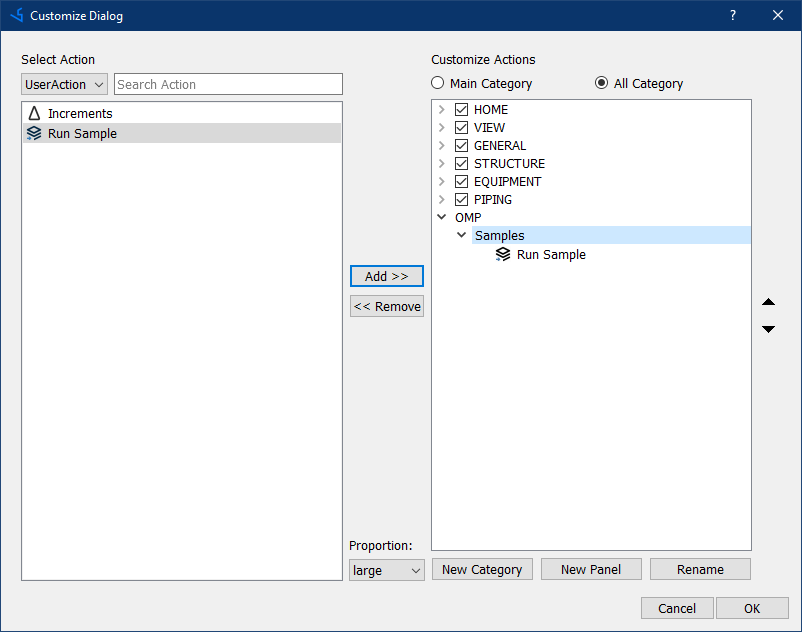 Customize Dialog
?
Select Action
UserAction
Search Action
Increments
Run Sample
Add >>
<< Remove
Proportion:
large
Customize Actions
Main Category
All Category
HOME
VIEW
GENERAL
STRUCTURE
EQUIPMENT
PIPING
OMP
Samples
Run Sample
New Category
New Panel
Rename
Cancel
OK